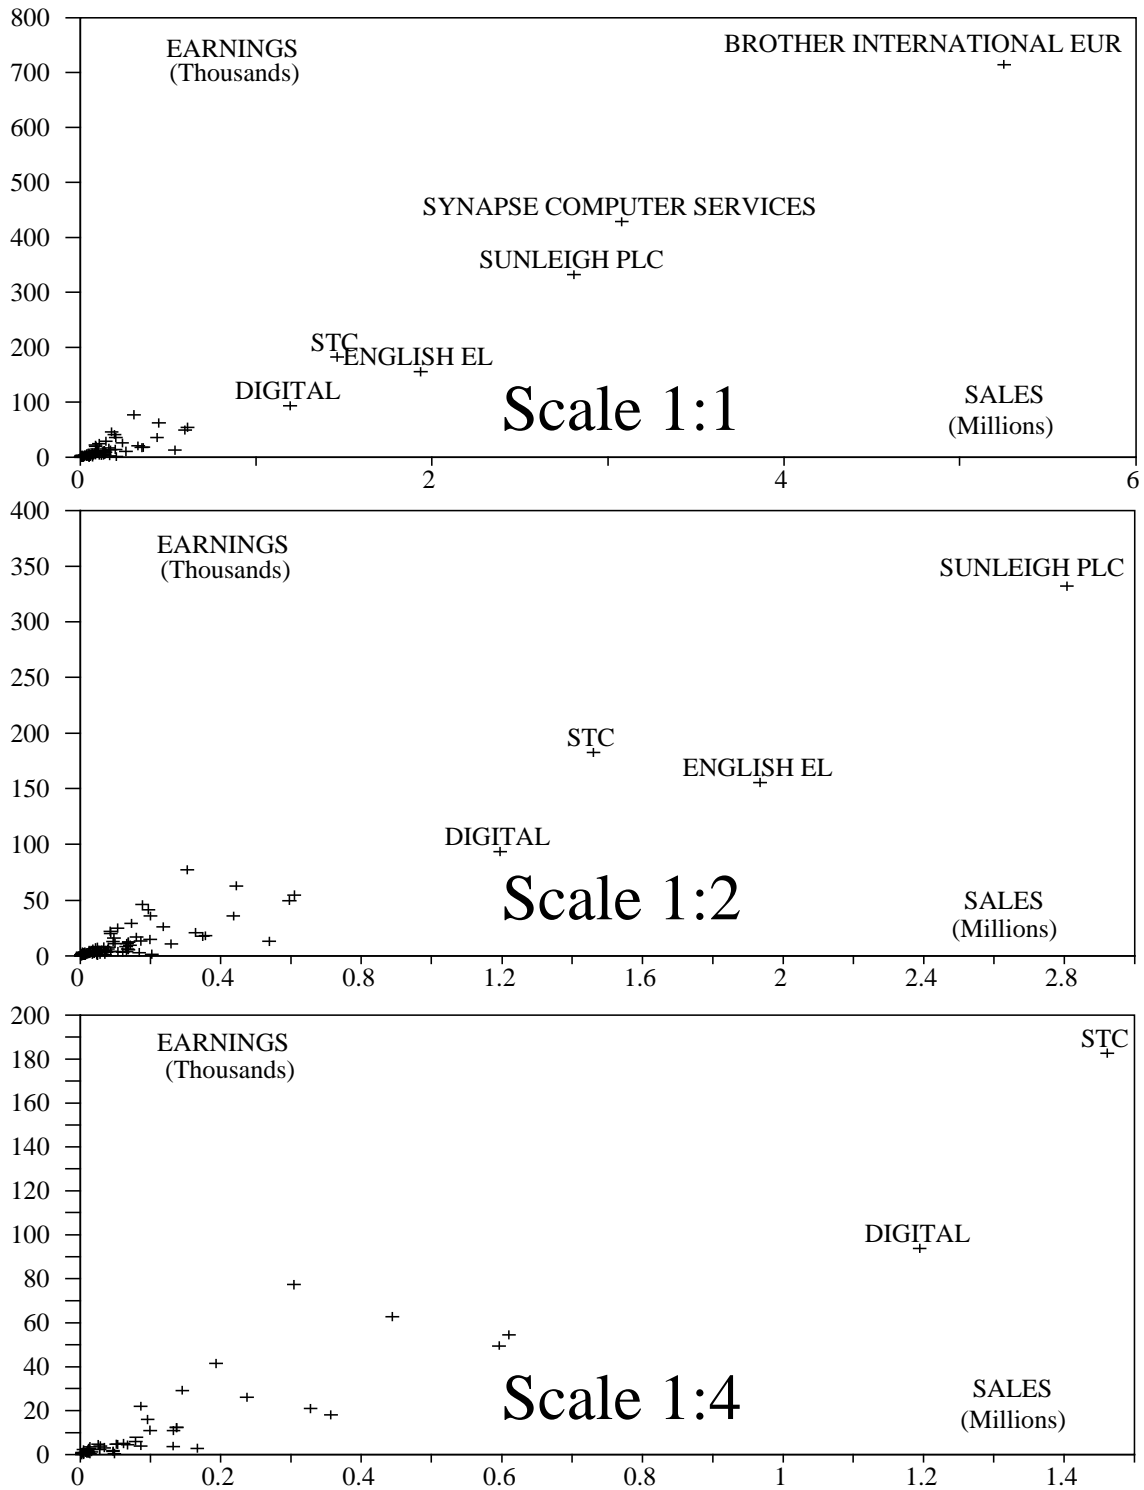 800
EARNINGS
(Thousands)
BROTHER INTERNATIONAL EUR
700
600
500
SYNAPSE COMPUTER SERVICES
400
SUNLEIGH PLC
300
200
STC
ENGLISH EL
DIGITAL
100
Scale 1:1
SALES
(Millions)
0
0 2 4 6
400
EARNINGS
(Thousands)
350
SUNLEIGH PLC
300
250
200
STC
150
ENGLISH EL
100
DIGITAL
50
Scale 1:2
SALES
(Millions)
0
0 0.4 0.8 1.2 1.6 2 2.4 2.8
200
EARNINGS
(Thousands)
STC
180
160
140
120
100
DIGITAL
80
60
40
20
Scale 1:4
SALES
(Millions)
0
0 0.2 0.4 0.6 0.8 1 1.2 1.4